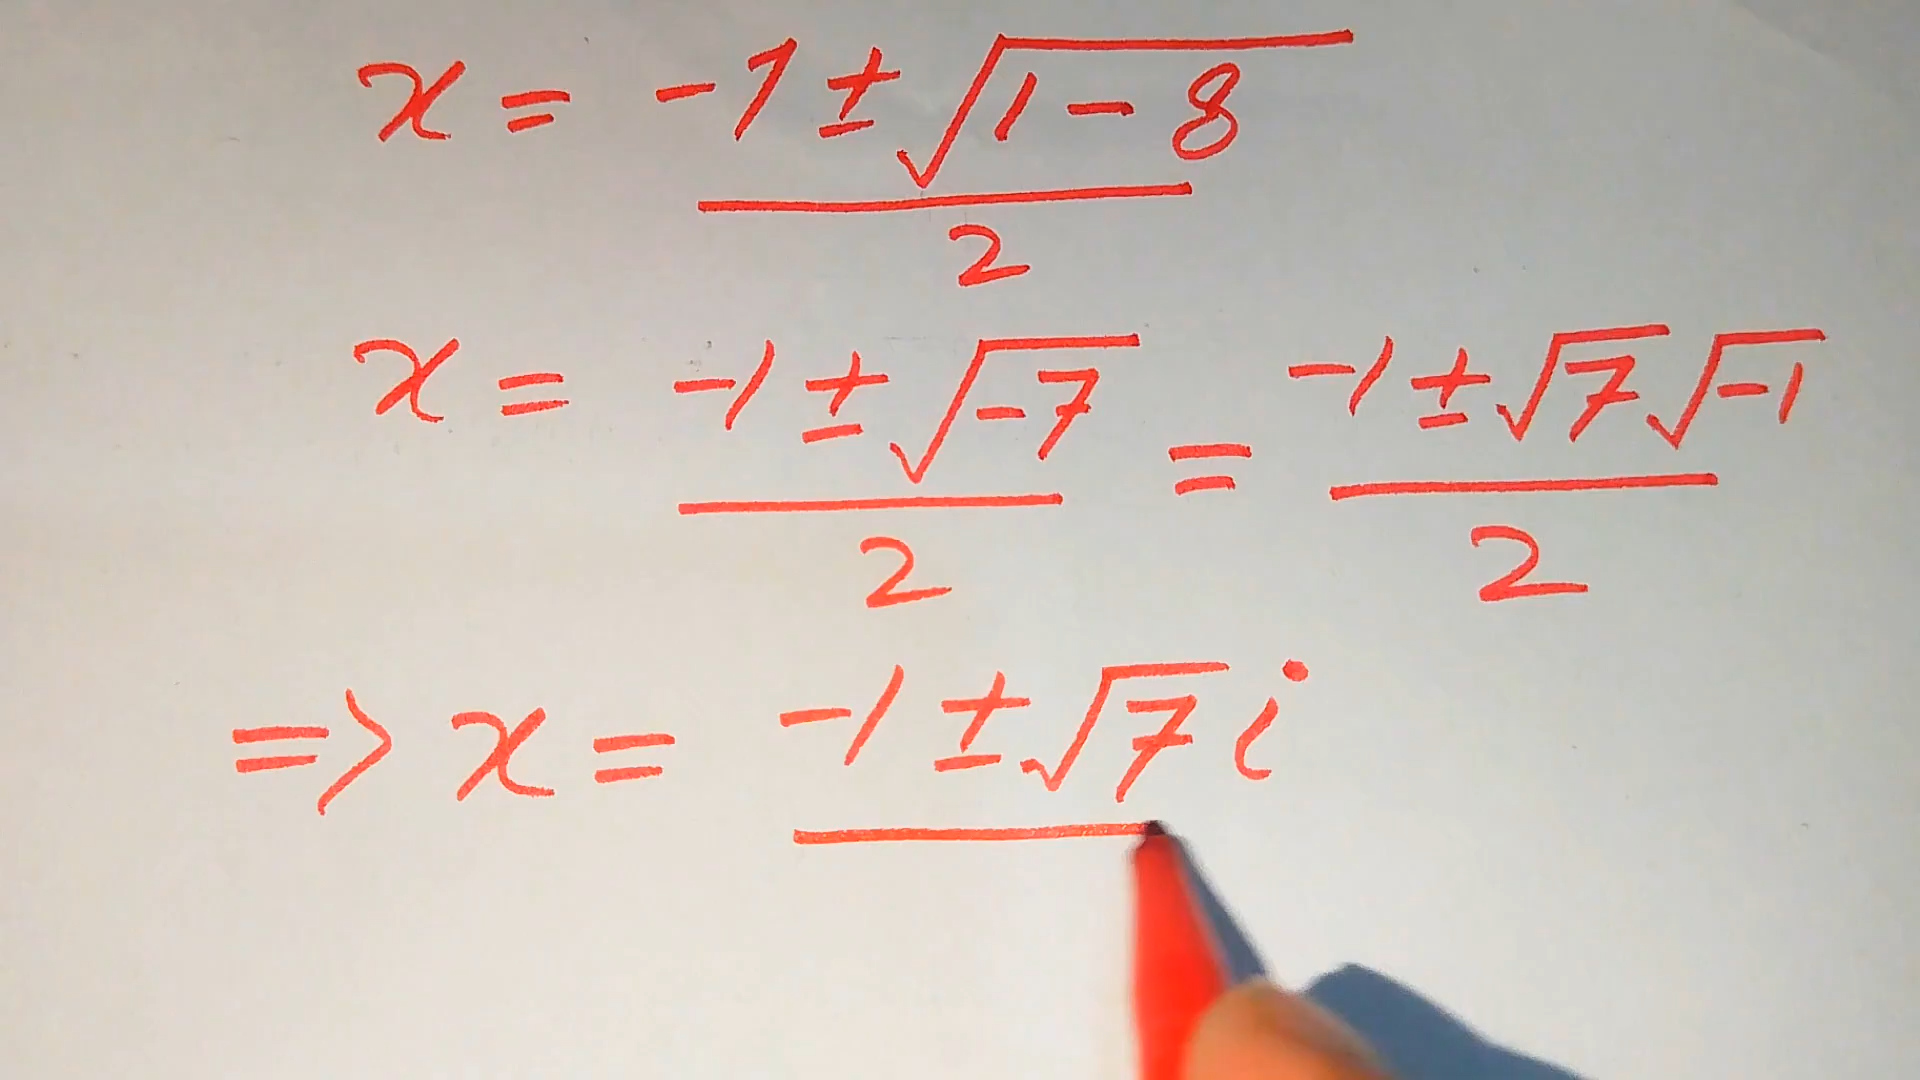 x = -1 ± √1 - 8 / 2
x = -1 ± √-7 / 2 = -1 ± √7 √-1 / 2
=> x = -1 ± √7 i